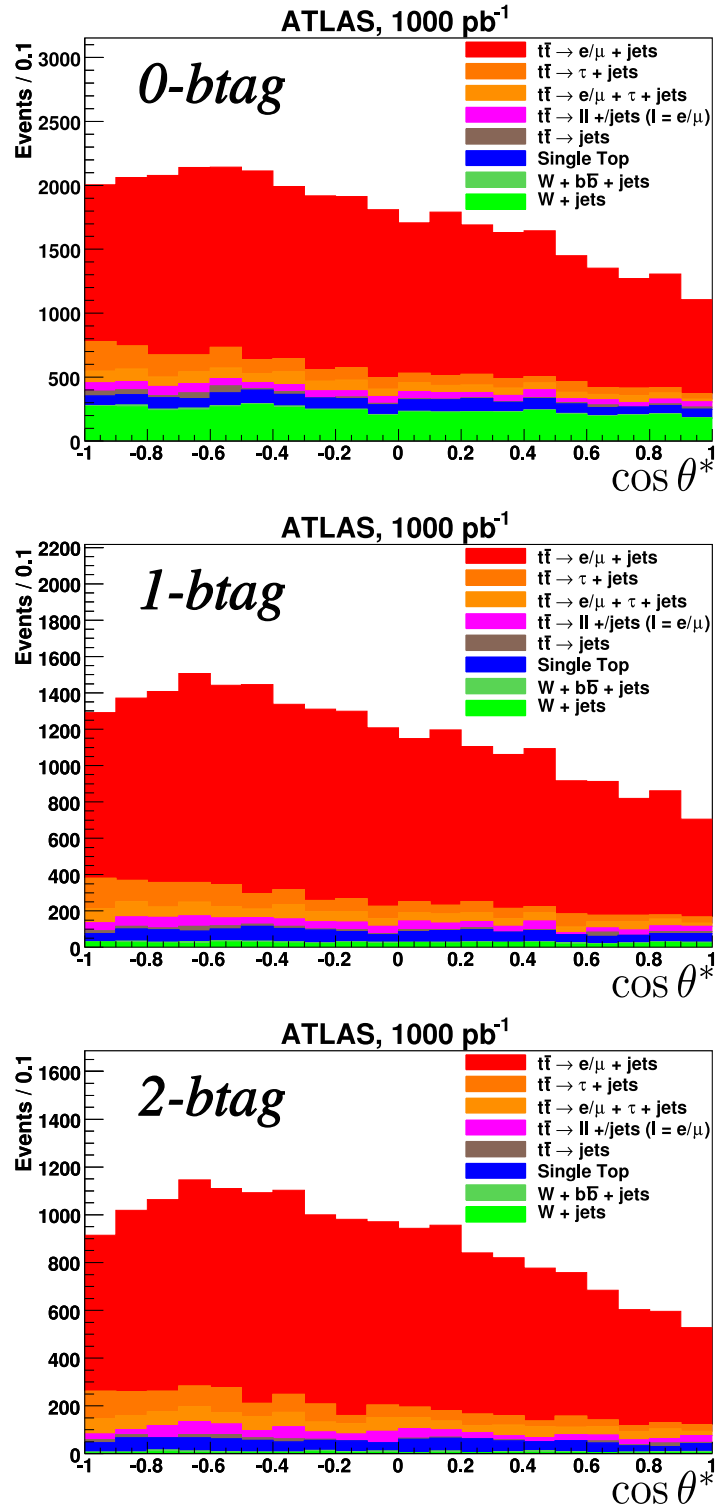 ATLAS, 1000 pb⁻¹
Events / 0.1
0-btag
tt̄ → e/μ + jets
tt̄ → τ + jets
tt̄ → e/μ + τ + jets
tt̄ → ll +/jets (l = e/μ)
tt̄ → jets
Single Top
W + bb̄ + jets
W + jets
3000
2500
2000
1500
1000
500
0
-1 -0.8 -0.6 -0.4 -0.2 0 0.2 0.4 0.6 0.8 1
cos θ*
ATLAS, 1000 pb⁻¹
Events / 0.1
1-btag
tt̄ → e/μ + jets
tt̄ → τ + jets
tt̄ → e/μ + τ + jets
tt̄ → ll +/jets (l = e/μ)
tt̄ → jets
Single Top
W + bb̄ + jets
W + jets
2200
2000
1800
1600
1400
1200
1000
800
600
400
200
0
-1 -0.8 -0.6 -0.4 -0.2 0 0.2 0.4 0.6 0.8 1
cos θ*
ATLAS, 1000 pb⁻¹
Events / 0.1
2-btag
tt̄ → e/μ + jets
tt̄ → τ + jets
tt̄ → e/μ + τ + jets
tt̄ → ll +/jets (l = e/μ)
tt̄ → jets
Single Top
W + bb̄ + jets
W + jets
1600
1400
1200
1000
800
600
400
200
0
-1 -0.8 -0.6 -0.4 -0.2 0 0.2 0.4 0.6 0.8 1
cos θ*